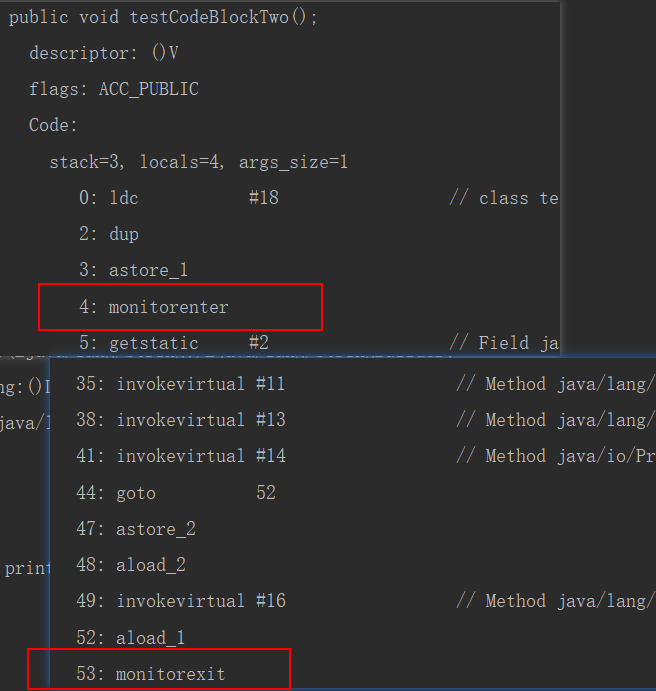 public void testCodeBlockTwo();
descriptor: ()V
flags: ACC_PUBLIC
Code:
stack=3, locals=4, args_size=1
0: ldc #18 // class te
2: dup
3: astore_1
4: monitorenter
5: getstatic #2 // Field ja
ng:()L
35: invokevirtual #11 // Method java/lang/
38: invokevirtual #13 // Method java/lang/
java/l
41: invokevirtual #14 // Method java/io/Pr
44: goto 52
47: astore_2
48: aload_2
print
49: invokevirtual #16 // Method java/lang/
52: aload_1
53: monitorexit